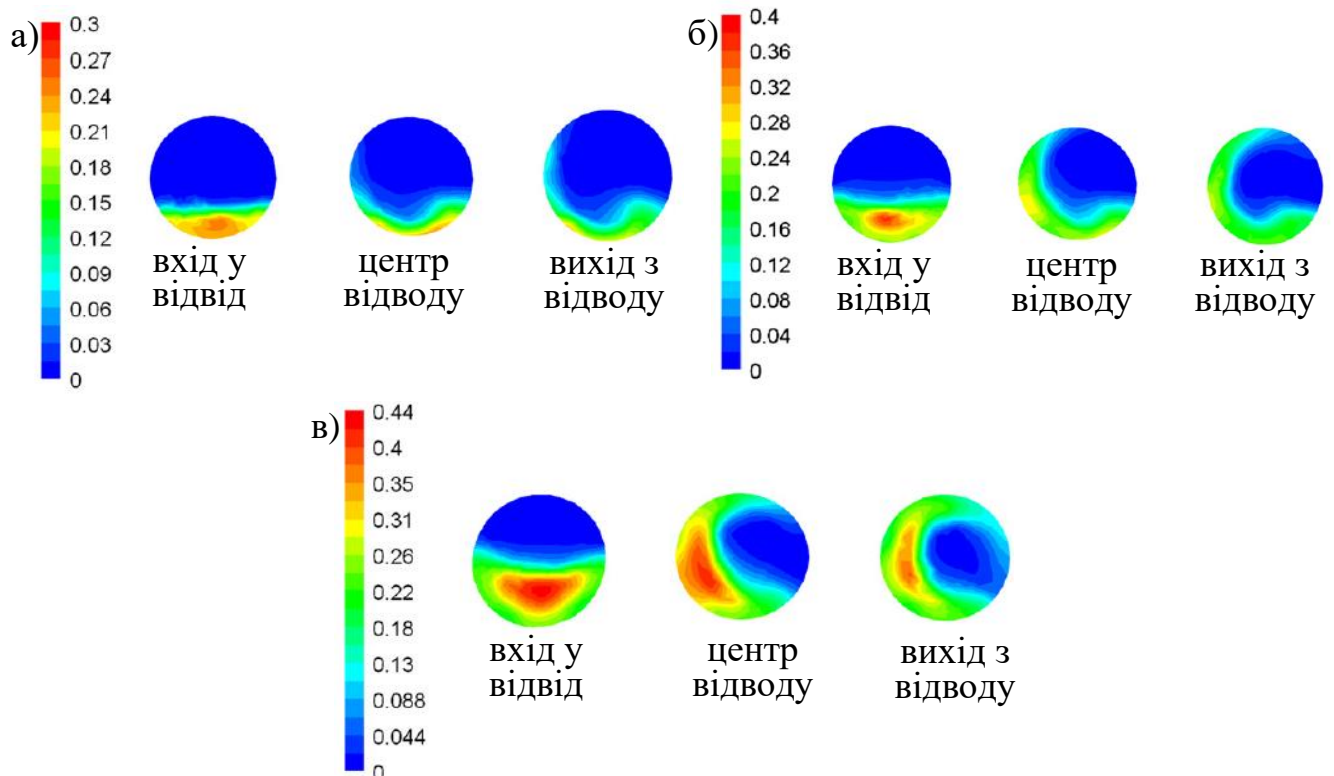 а)
0.3
0.27
0.24
0.21
0.18
0.15
0.12
0.09
0.06
0.03
0
вхід у
відвід
центр
відводу
вихід з
відводу
б)
0.4
0.36
0.32
0.28
0.24
0.2
0.16
0.12
0.08
0.04
0
вхід у
відвід
центр
відводу
вихід з
відводу
в)
0.44
0.4
0.35
0.31
0.26
0.22
0.18
0.13
0.088
0.044
0
вхід у
відвід
центр
відводу
вихід з
відводу